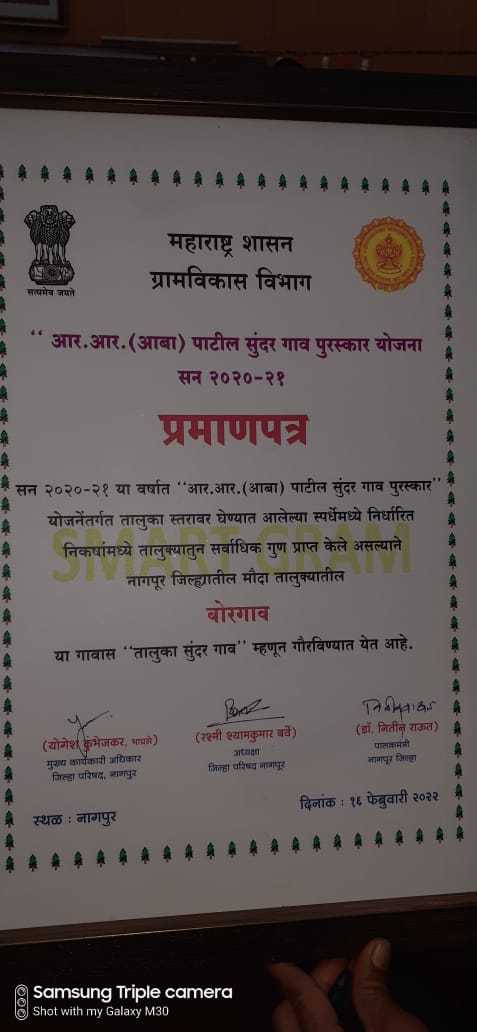 सत्यमेव जयते
महाराष्ट्र शासन
ग्रामविकास विभाग
“ आर.आर.(आबा) पाटील सुंदर गाव पुरस्कार योजना
सन २०२०-२१
प्रमाणपत्र
सन २०२०-२१ या वर्षात “आर.आर.(आबा) पाटील सुंदर गाव पुरस्कार”
योजनेंतर्गत तालुका स्तरावर घेण्यात आलेल्या स्पर्धेमध्ये निर्धारित
निकषांमध्ये तालुक्यातुन सर्वाधिक गुण प्राप्त केले असल्याने
SMART GRAM
नागपूर जिल्ह्यातील मौदा तालुक्यातील
बोरगाव
या गावास “तालुका सुंदर गाव” म्हणून गौरविण्यात येत आहे.
(योगेश कुंभेजकर, भाप्रसे)
मुख्य कार्यकारी अधिकार
जिल्हा परिषद, नागपूर
(रश्मी श्यामकुमार बर्वे)
अध्यक्षा
जिल्हा परिषद नागपूर
(डॉ. नितीन राऊत)
पालकमंत्री
नागपूर जिल्हा
स्थळ : नागपुर
दिनांक : १६ फेब्रुवारी २०२२
Samsung Triple camera
Shot with my Galaxy M30